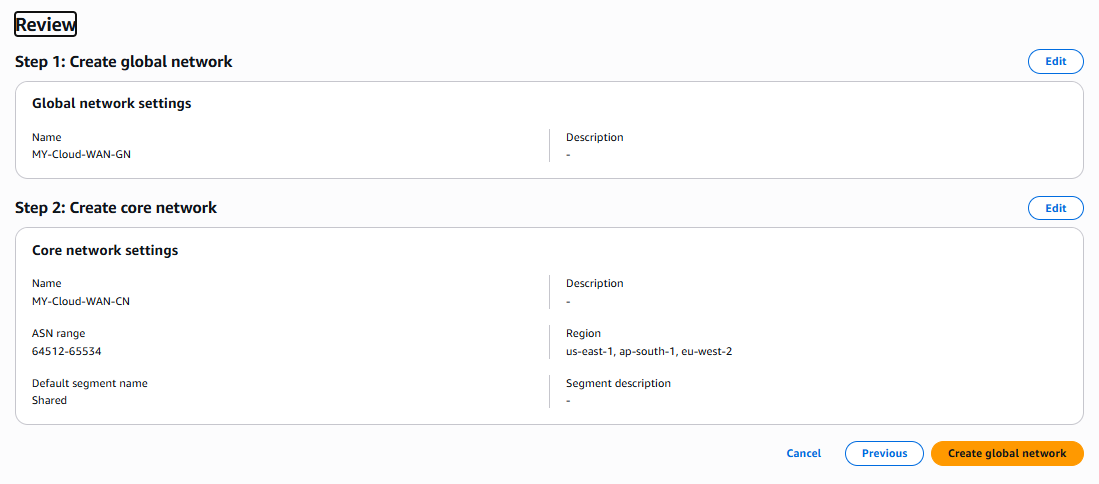 Review
Step 1: Create global network
Edit
Global network settings
Name
MY-Cloud-WAN-GN
Description
-
Step 2: Create core network
Edit
Core network settings
Name
MY-Cloud-WAN-CN
Description
-
ASN range
64512-65534
Region
us-east-1, ap-south-1, eu-west-2
Default segment name
Shared
Segment description
-
Cancel
Previous
Create global network